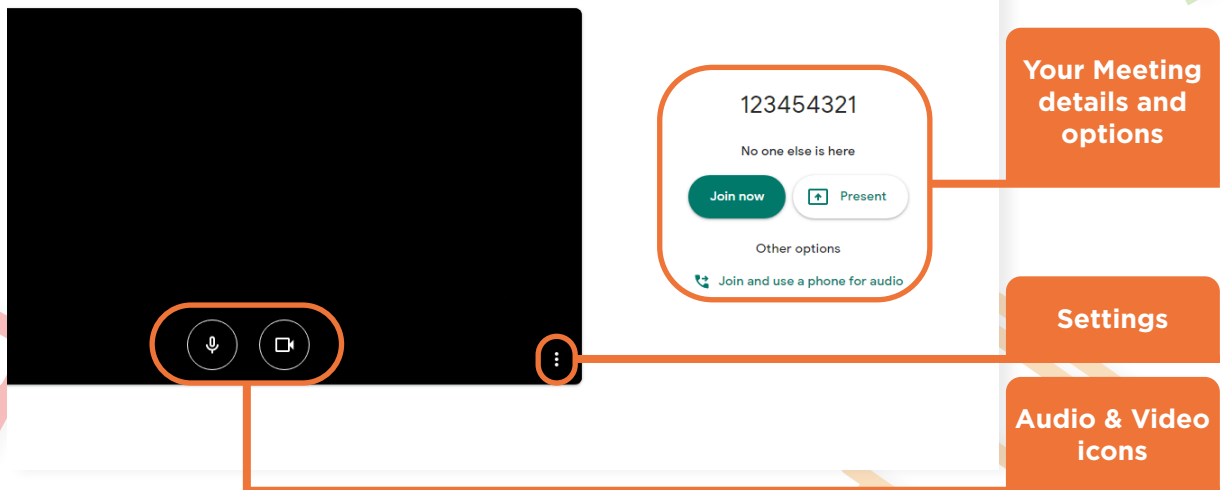 Your Meeting
details and
options
123454321
No one else is here
Join now
Present
Other options
Join and use a phone for audio
Settings
Audio & Video
icons